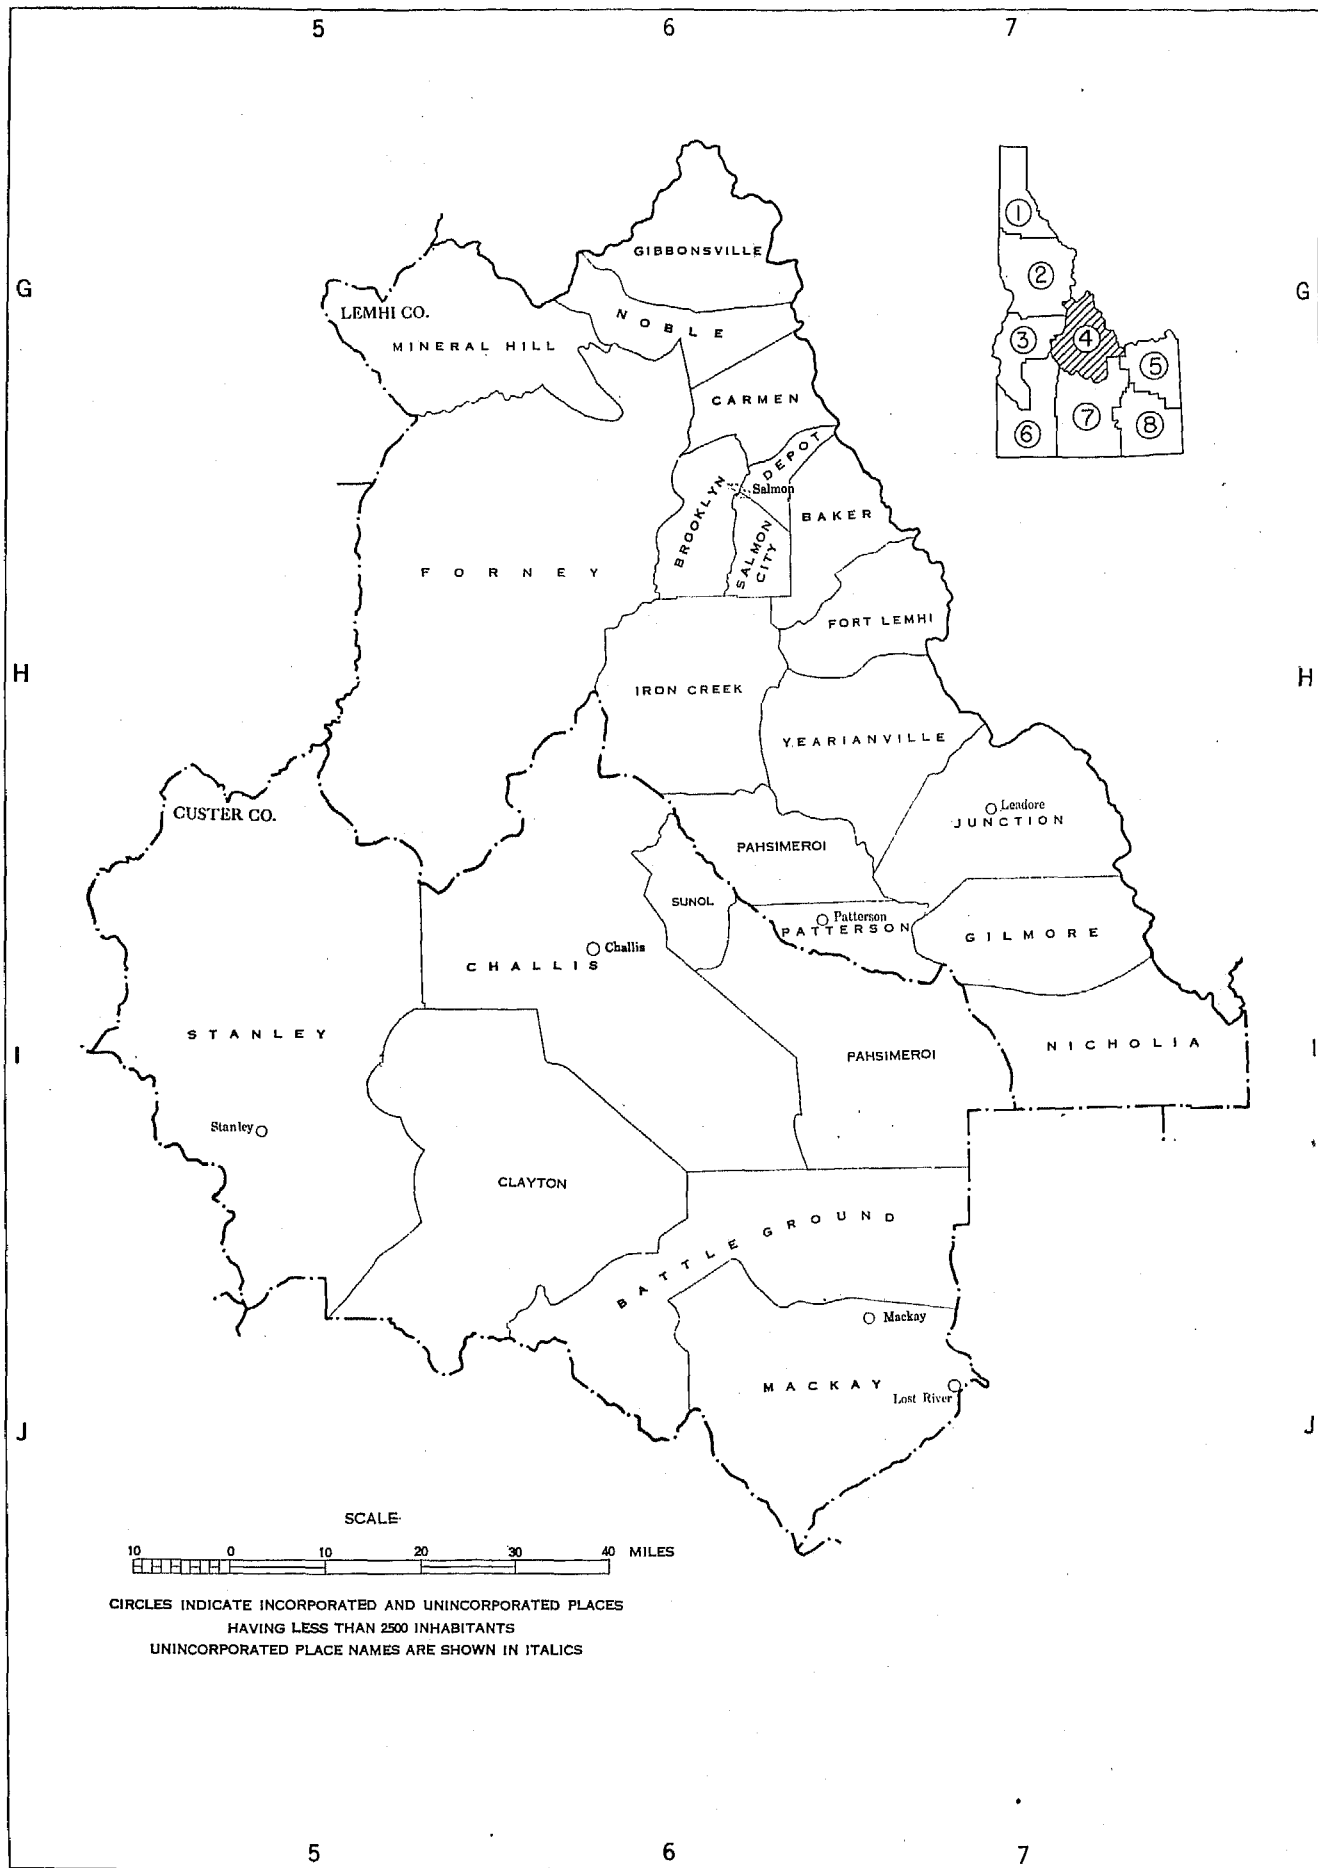 5 6 7
GIBBONSVILLE
G G
LEMHI CO.
NOBLE
MINERAL HILL
CARMEN
DEPOT
Salmon
BROOKLYN
BAKER
SALMON
CITY
FORNEY
FORT LEMHI
H H
IRON CREEK
YEARIANVILLE
CUSTER CO.
Leadore
JUNCTION
PAHSIMEROI
SUNOL
Patterson
PATTERSON
GILMORE
Challis
CHALLIS
STANLEY
I I
PAHSIMEROI
NICHOLIA
Stanley
CLAYTON
BATTLE GROUND
Mackay
MACKAY
Lost River
J J
1
2
3
4
5
6
7
8
SCALE
10 0 10 20 30 40 MILES
CIRCLES INDICATE INCORPORATED AND UNINCORPORATED PLACES
HAVING LESS THAN 2500 INHABITANTS
UNINCORPORATED PLACE NAMES ARE SHOWN IN ITALICS
5 6 7